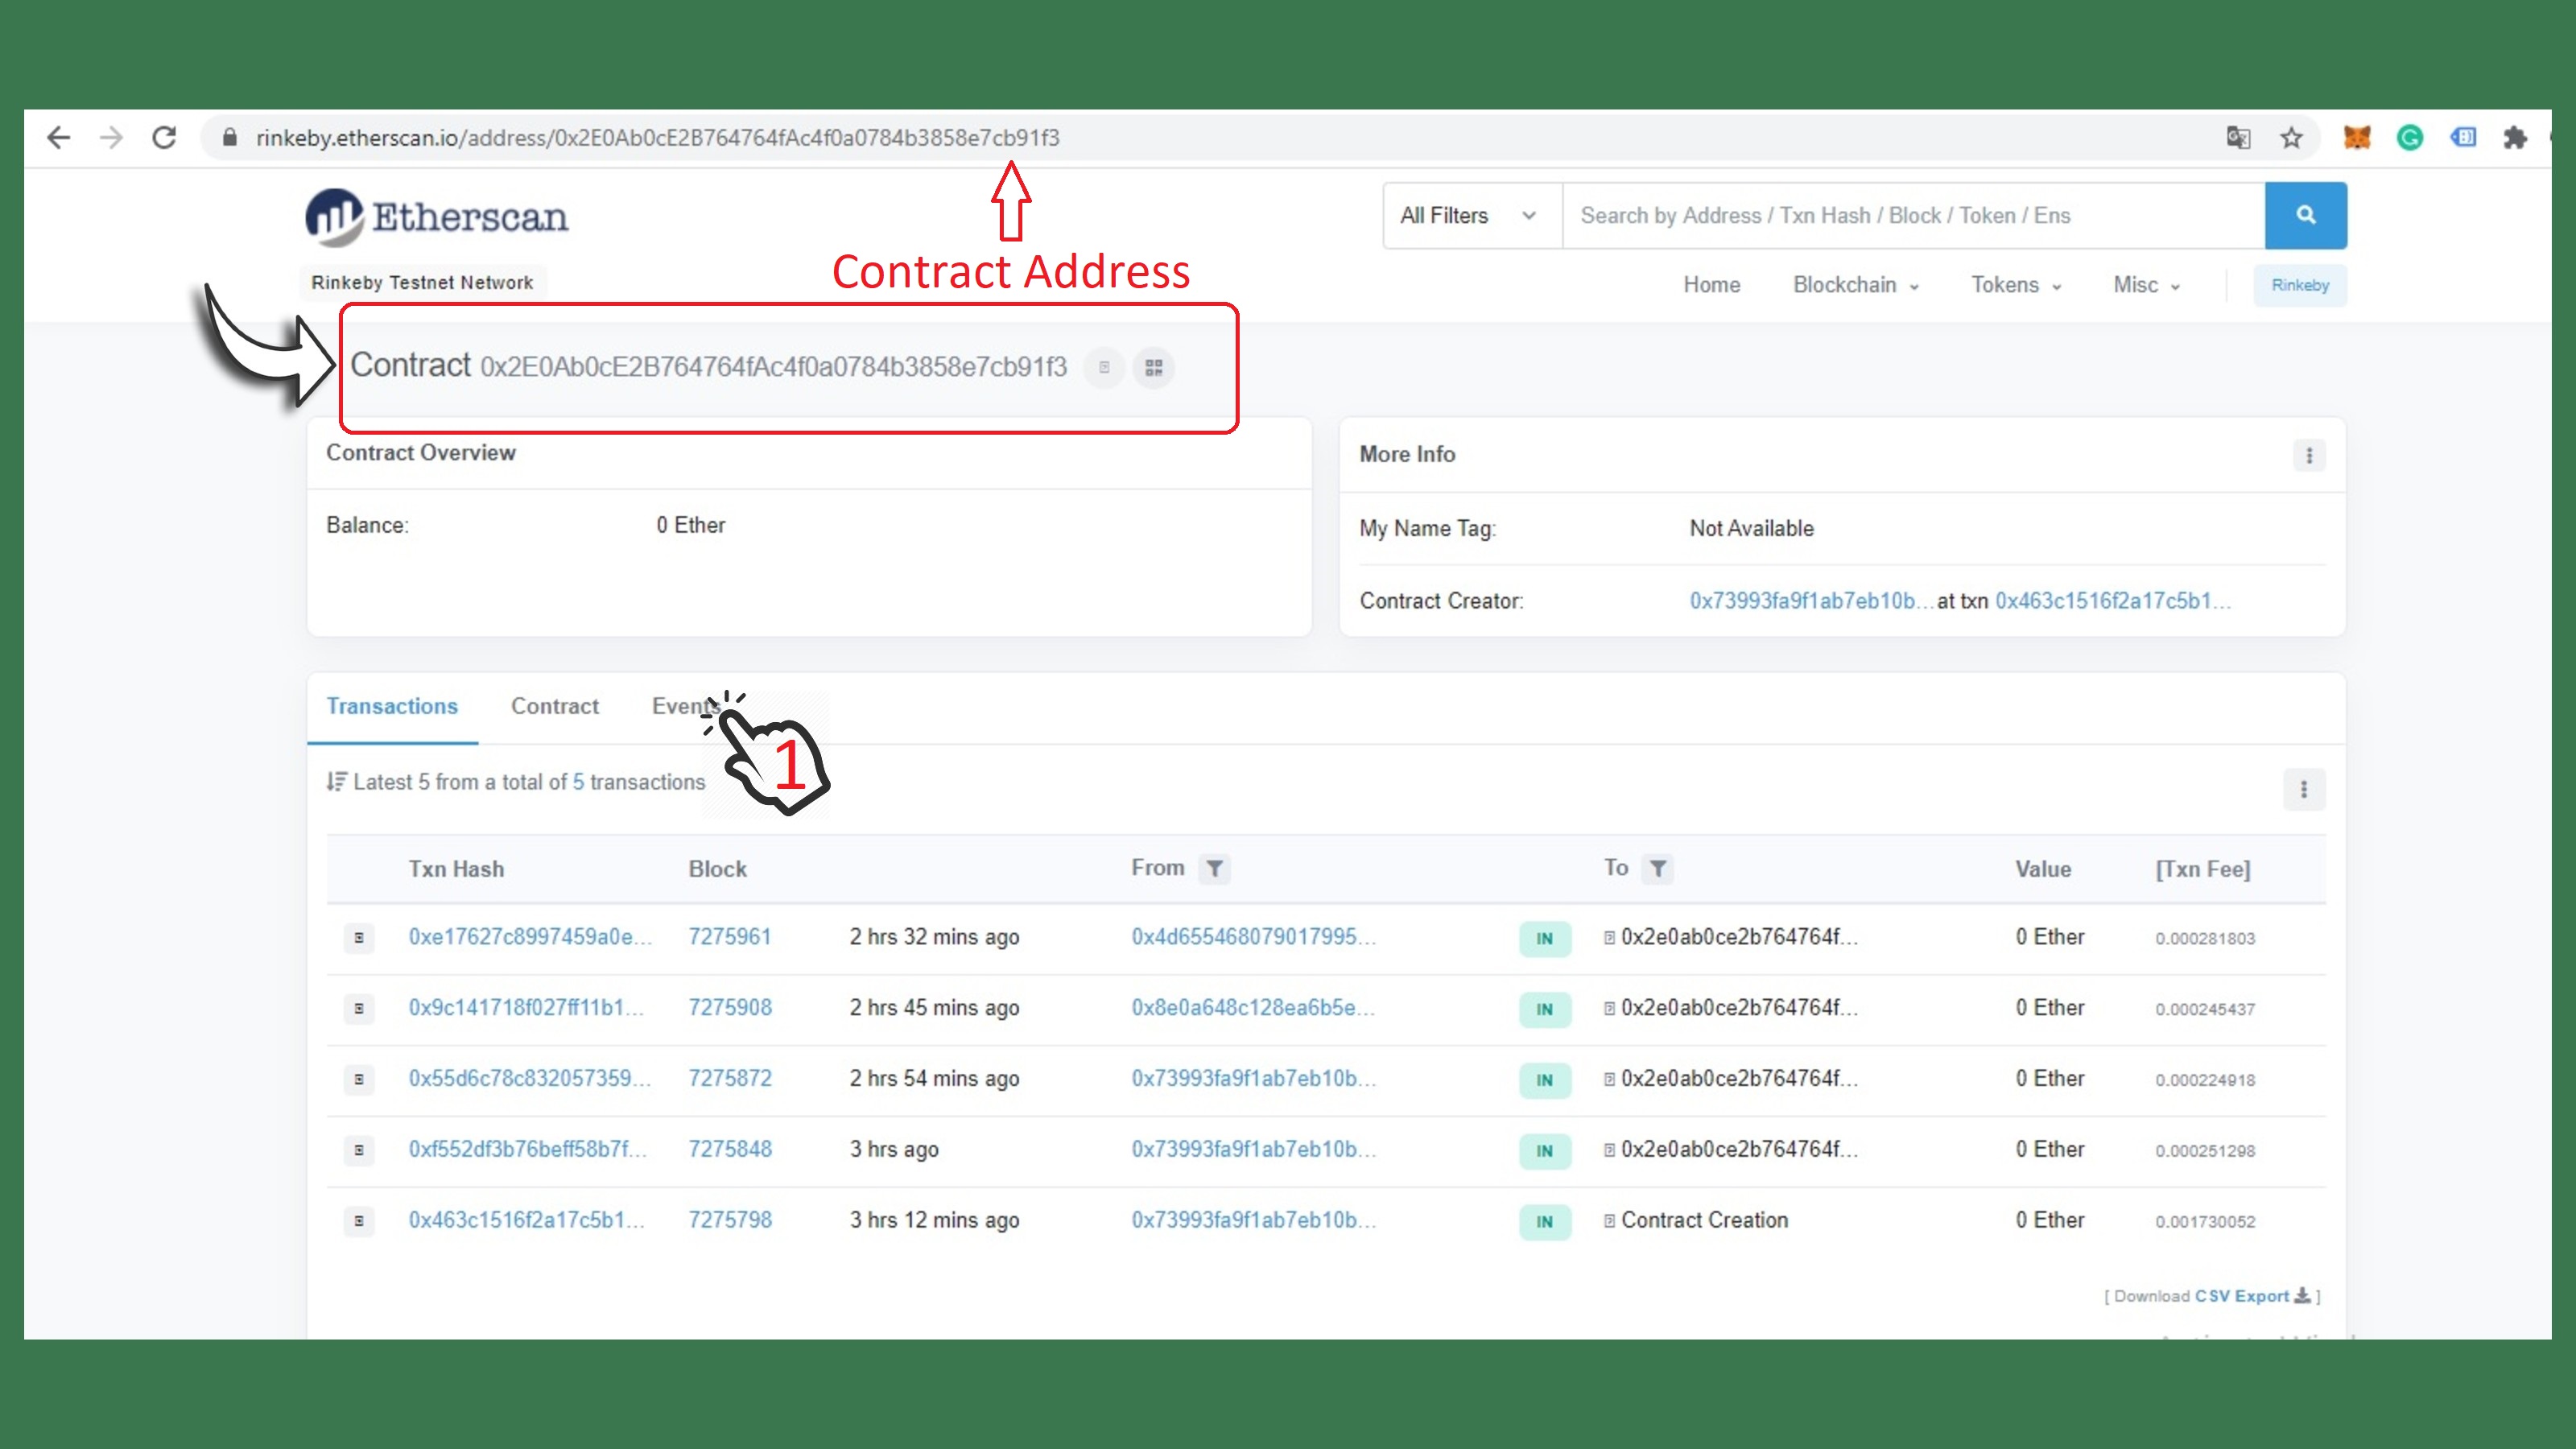 rinkeby.etherscan.io/address/0x2E0Ab0cE2B764764fAc4f0a0784b3858e7cb91f3
Etherscan
All Filters
Search by Address / Txn Hash / Block / Token / Ens
Rinkeby Testnet Network
Contract Address
Home Blockchain Tokens Misc Rinkeby
Contract 0x2E0Ab0cE2B764764fAc4f0a0784b3858e7cb91f3
Contract Overview
Balance: 0 Ether
More Info
My Name Tag: Not Available
Contract Creator: 0x73993fa9f1ab7eb10b... at txn 0x463c1516f2a17c5b1...
Transactions Contract Events
1
Latest 5 from a total of 5 transactions
Txn Hash Block From To Value [Txn Fee]
0xe17627c8997459a0e... 7275961 2 hrs 32 mins ago 0x4d655468079017995... IN 0x2e0ab0ce2b764764f... 0 Ether 0.000281803
0x9c141718f027ff11b1... 7275908 2 hrs 45 mins ago 0x8e0a648c128ea6b5e... IN 0x2e0ab0ce2b764764f... 0 Ether 0.000245437
0x55d6c78c832057359... 7275872 2 hrs 54 mins ago 0x73993fa9f1ab7eb10b... IN 0x2e0ab0ce2b764764f... 0 Ether 0.000224918
0xf552df3b76beff58b7f... 7275848 3 hrs ago 0x73993fa9f1ab7eb10b... IN 0x2e0ab0ce2b764764f... 0 Ether 0.000251298
0x463c1516f2a17c5b1... 7275798 3 hrs 12 mins ago 0x73993fa9f1ab7eb10b... IN Contract Creation 0 Ether 0.001730052
[ Download CSV Export ]